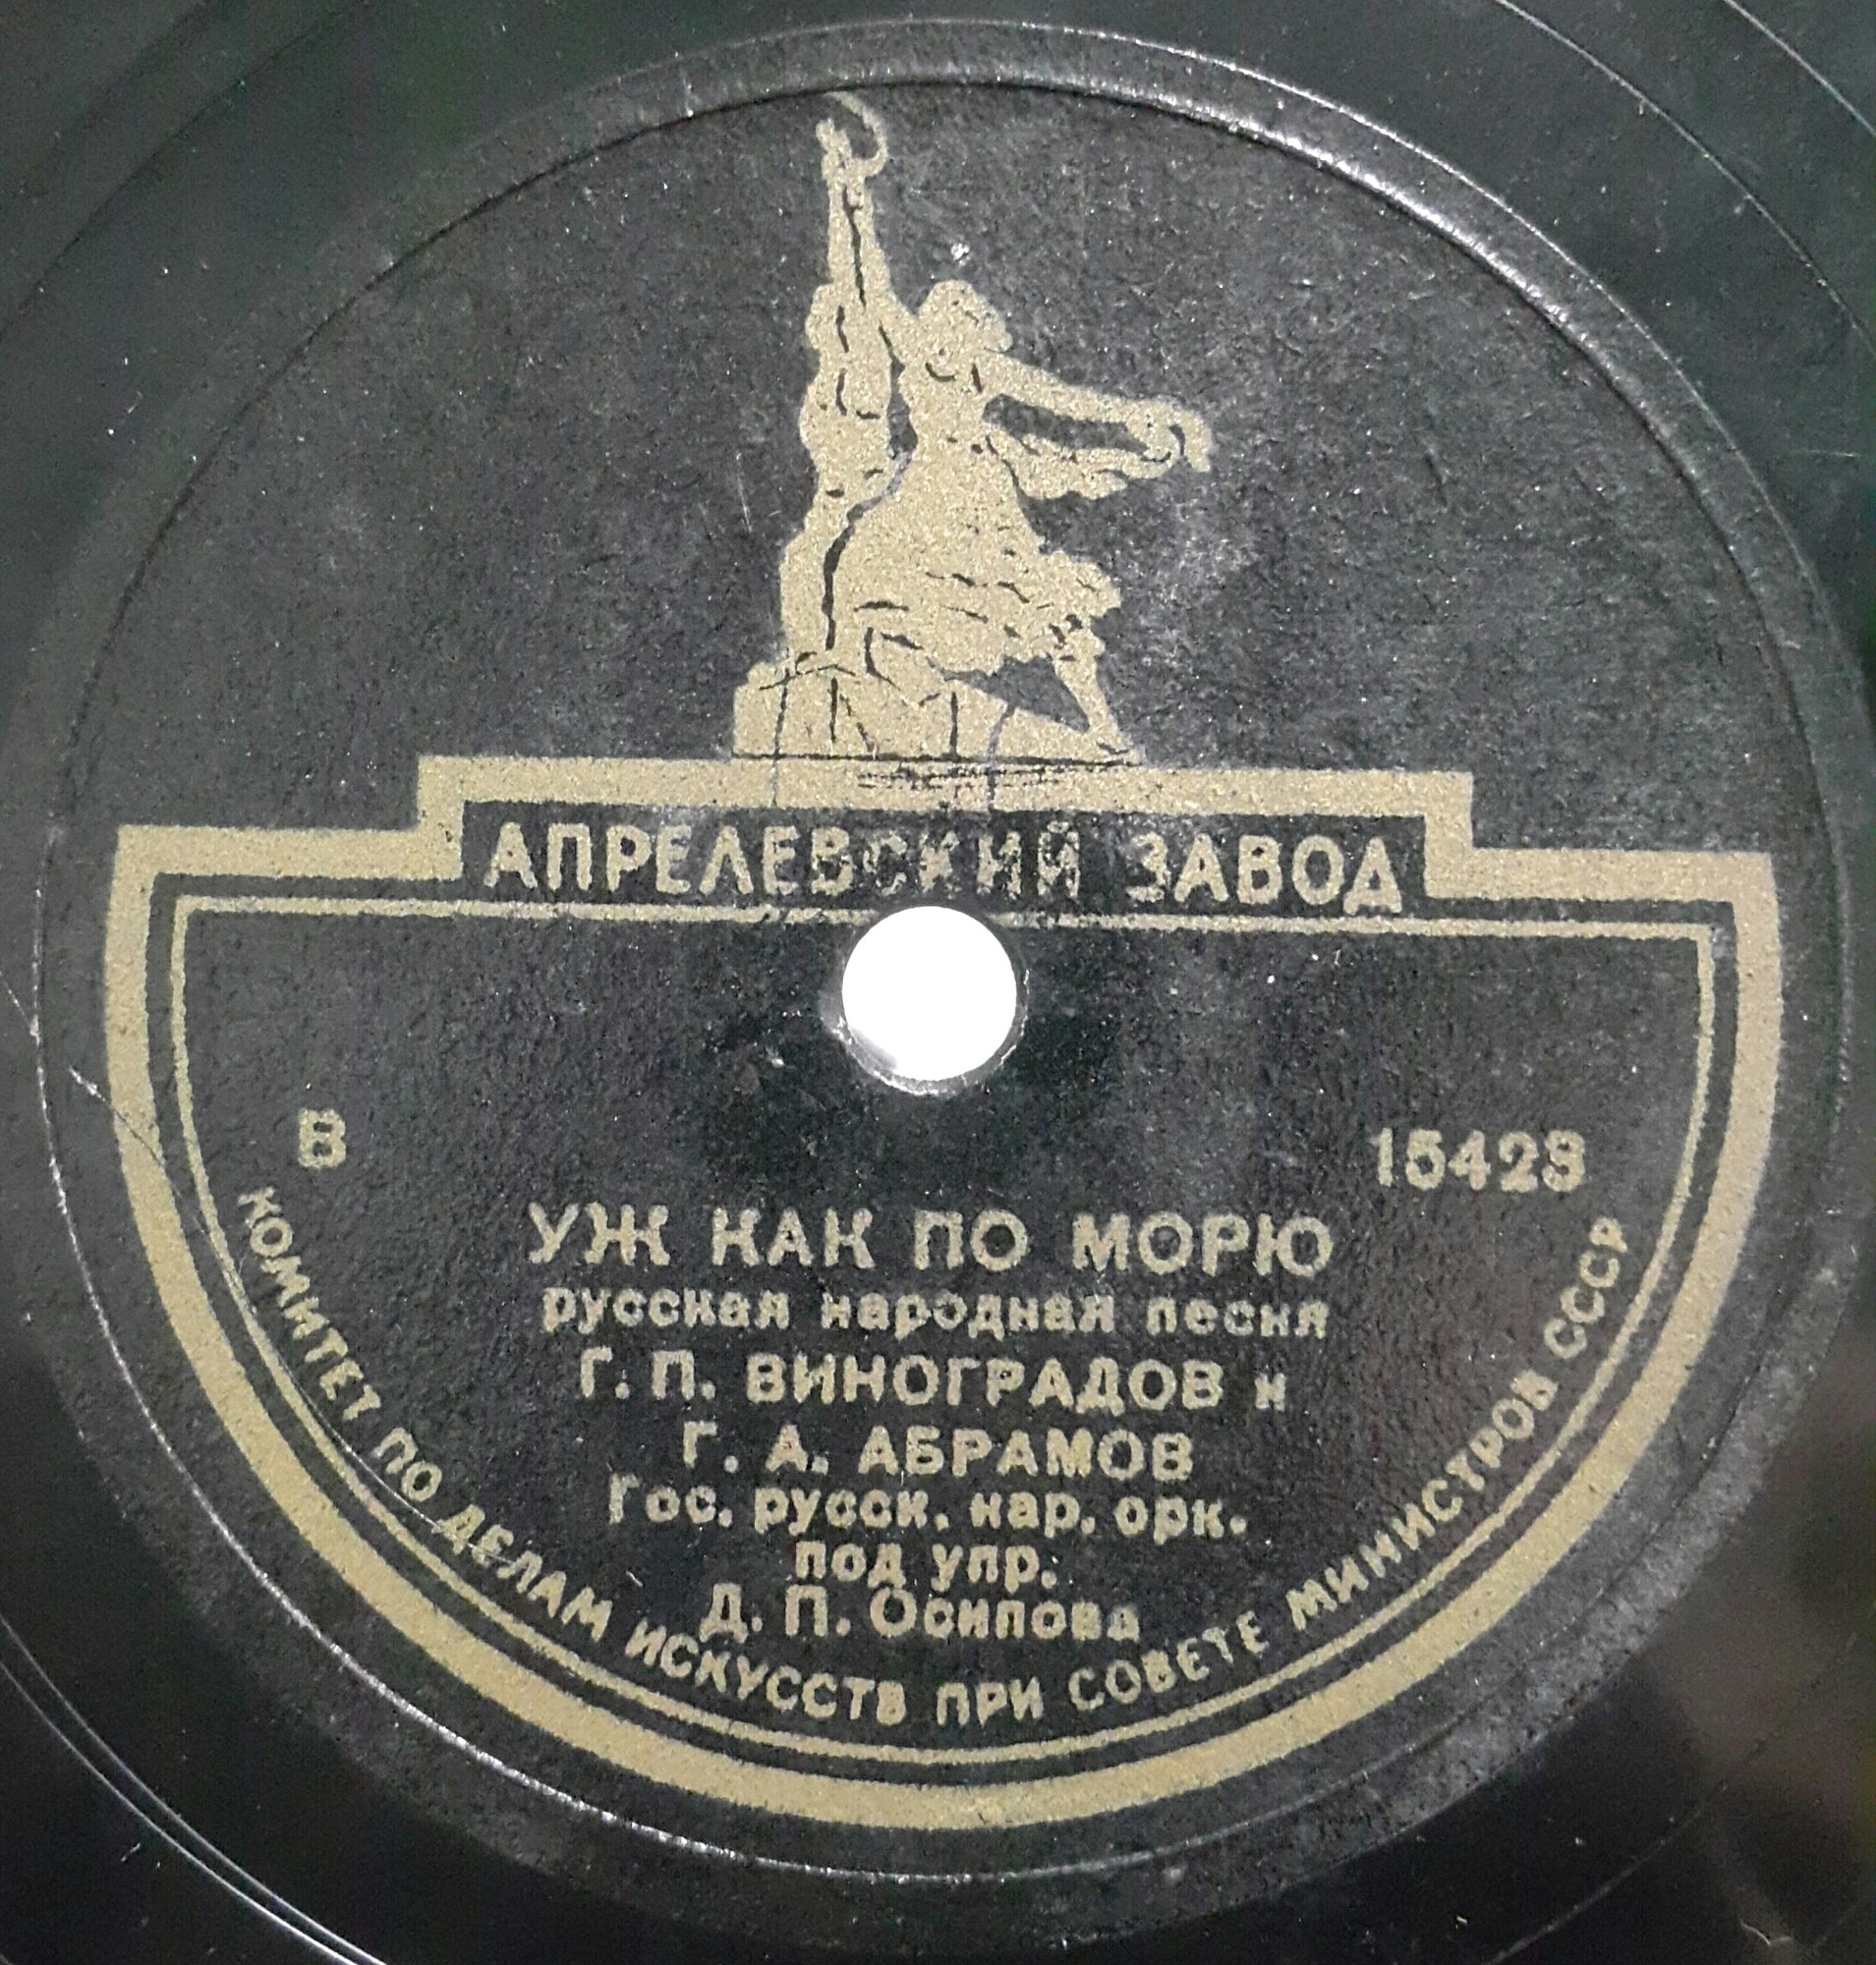 АПРЕЛЕВСКИЙ ЗАВОД
В 15423
УЖ КАК ПО МОРЮ
русская народная песня
Г. П. ВИНОГРАДОВ и
Г. А. АБРАМОВ
Гос. русск. нар. орк.
под упр.
Д. П. Осипова
КОМИТЕТ ПО ДЕЛАМ ИСКУССТВ ПРИ СОВЕТЕ МИНИСТРОВ СССР